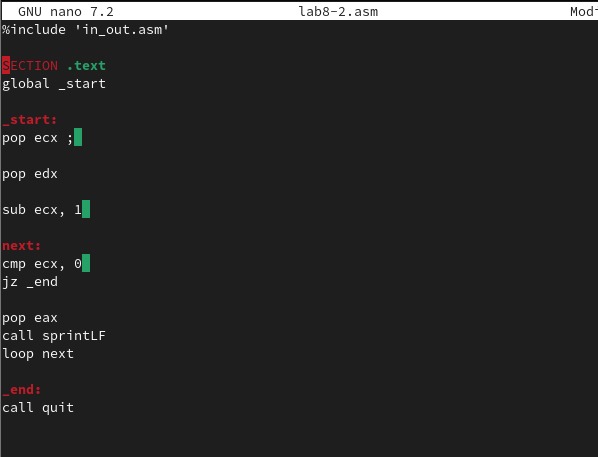 GNU nano 7.2 lab8-2.asm Modi
%include 'in_out.asm'
SECTION .text
global _start
_start:
pop ecx ;
pop edx
sub ecx, 1
next:
cmp ecx, 0
jz _end
pop eax
call sprintLF
loop next
_end:
call quit